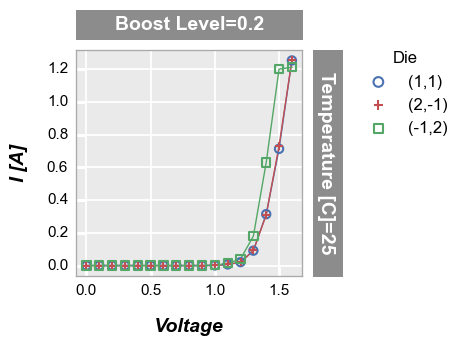 Boost Level=0.2
Die
(1,1)
(2,-1)
(-1,2)
Temperature [C]=25
I [A]
1.2
1.0
0.8
0.6
0.4
0.2
0.0
0.0 0.5 1.0 1.5
Voltage